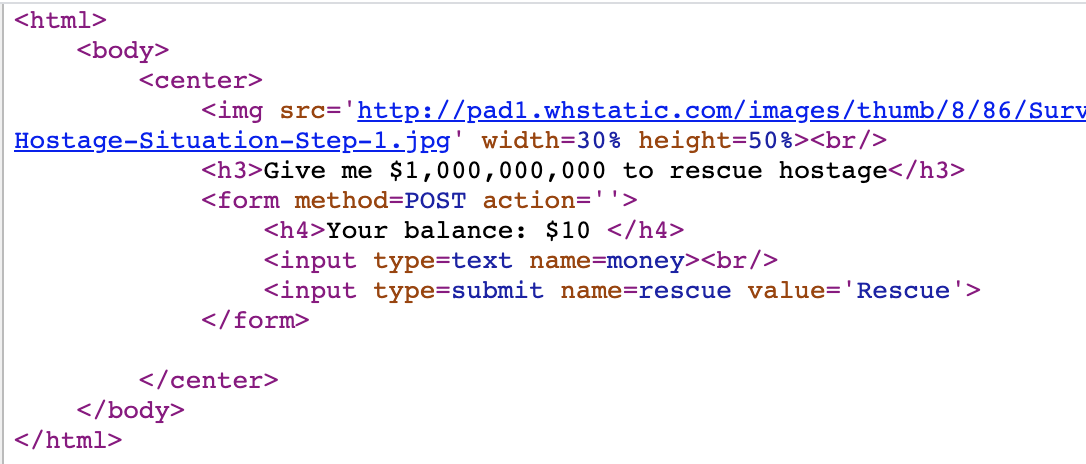 <html>
<body>
<center>
<img src='http://pad1.whstatic.com/images/thumb/8/86/Surv
Hostage-Situation-Step-1.jpg' width=30% height=50%><br/>
<h3>Give me $1,000,000,000 to rescue hostage</h3>
<form method=POST action=''>
<h4>Your balance: $10 </h4>
<input type=text name=money><br/>
<input type=submit name=rescue value='Rescue'>
</form>
</center>
</body>
</html>